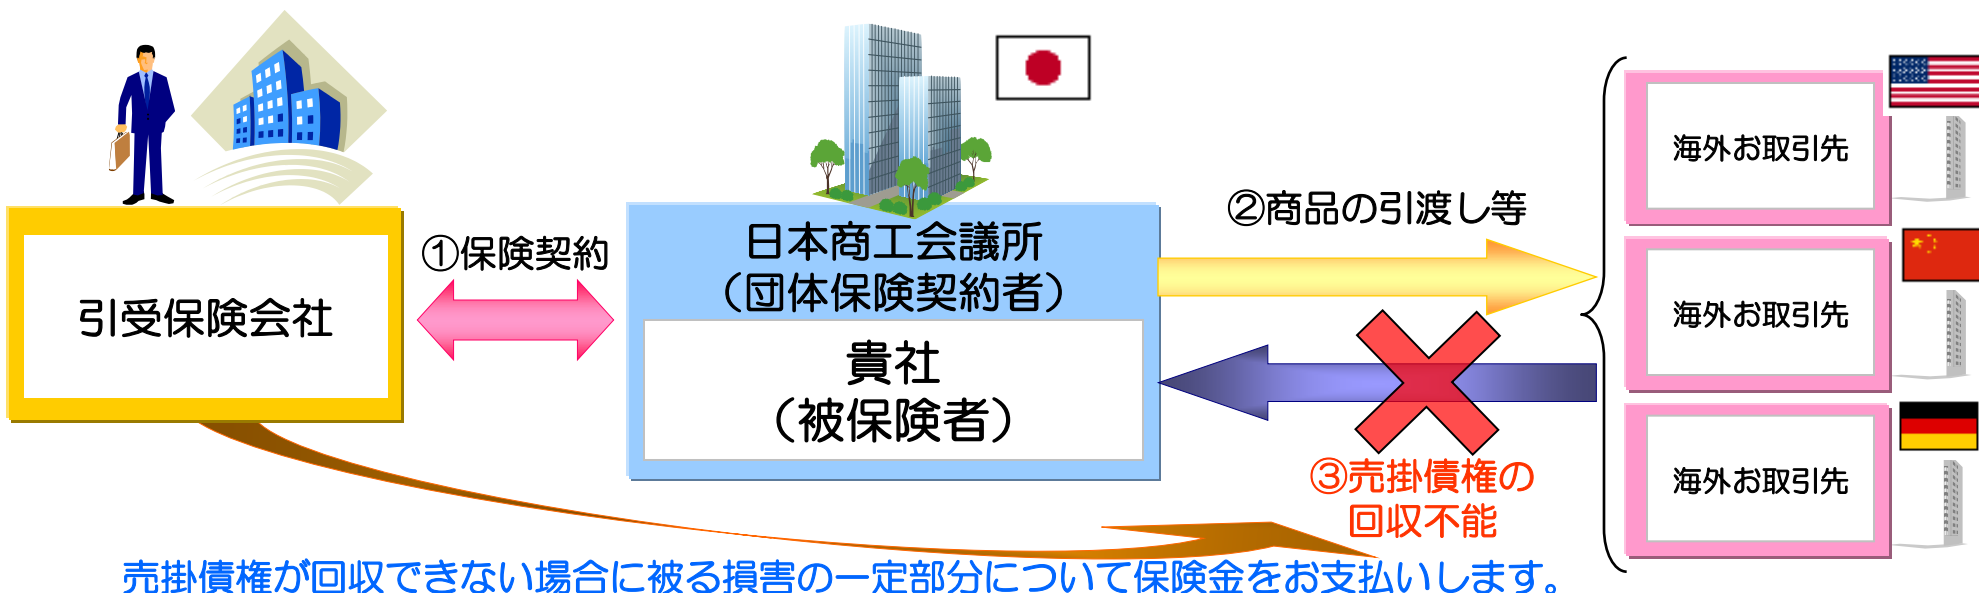 引受保険会社
①保険契約
日本商工会議所
（団体保険契約者）
貴社
（被保険者）
②商品の引渡し等
③売掛債権の
回収不能
海外お取引先
海外お取引先
海外お取引先
売掛債権が回収できない場合に被る損害の一定部分について保険金をお支払いします。